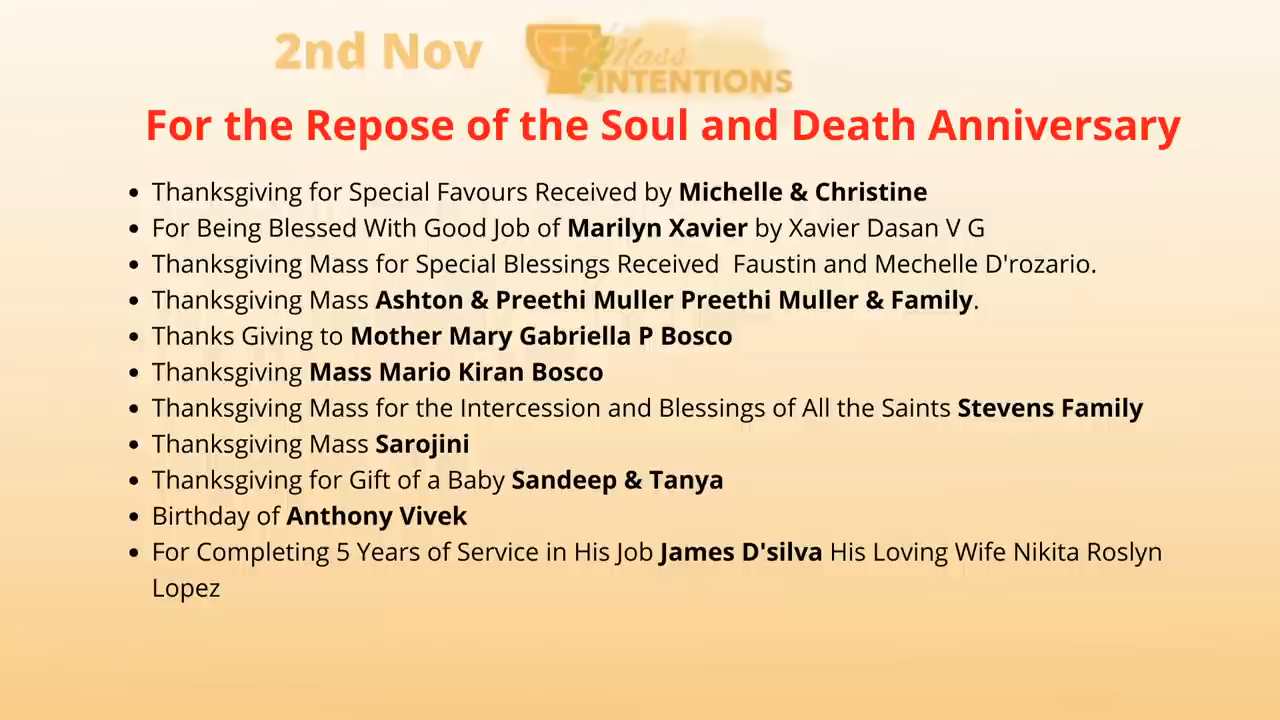 2nd Nov
Mass
INTENTIONS
For the Repose of the Soul and Death Anniversary
• Thanksgiving for Special Favours Received by Michelle & Christine
• For Being Blessed With Good Job of Marilyn Xavier by Xavier Dasan V G
• Thanksgiving Mass for Special Blessings Received  Faustin and Mechelle D'rozario.
• Thanksgiving Mass Ashton & Preethi Muller Preethi Muller & Family.
• Thanks Giving to Mother Mary Gabriella P Bosco
• Thanksgiving Mass Mario Kiran Bosco
• Thanksgiving Mass for the Intercession and Blessings of All the Saints Stevens Family
• Thanksgiving Mass Sarojini
• Thanksgiving for Gift of a Baby Sandeep & Tanya
• Birthday of Anthony Vivek
• For Completing 5 Years of Service in His Job James D'silva His Loving Wife Nikita Roslyn
Lopez